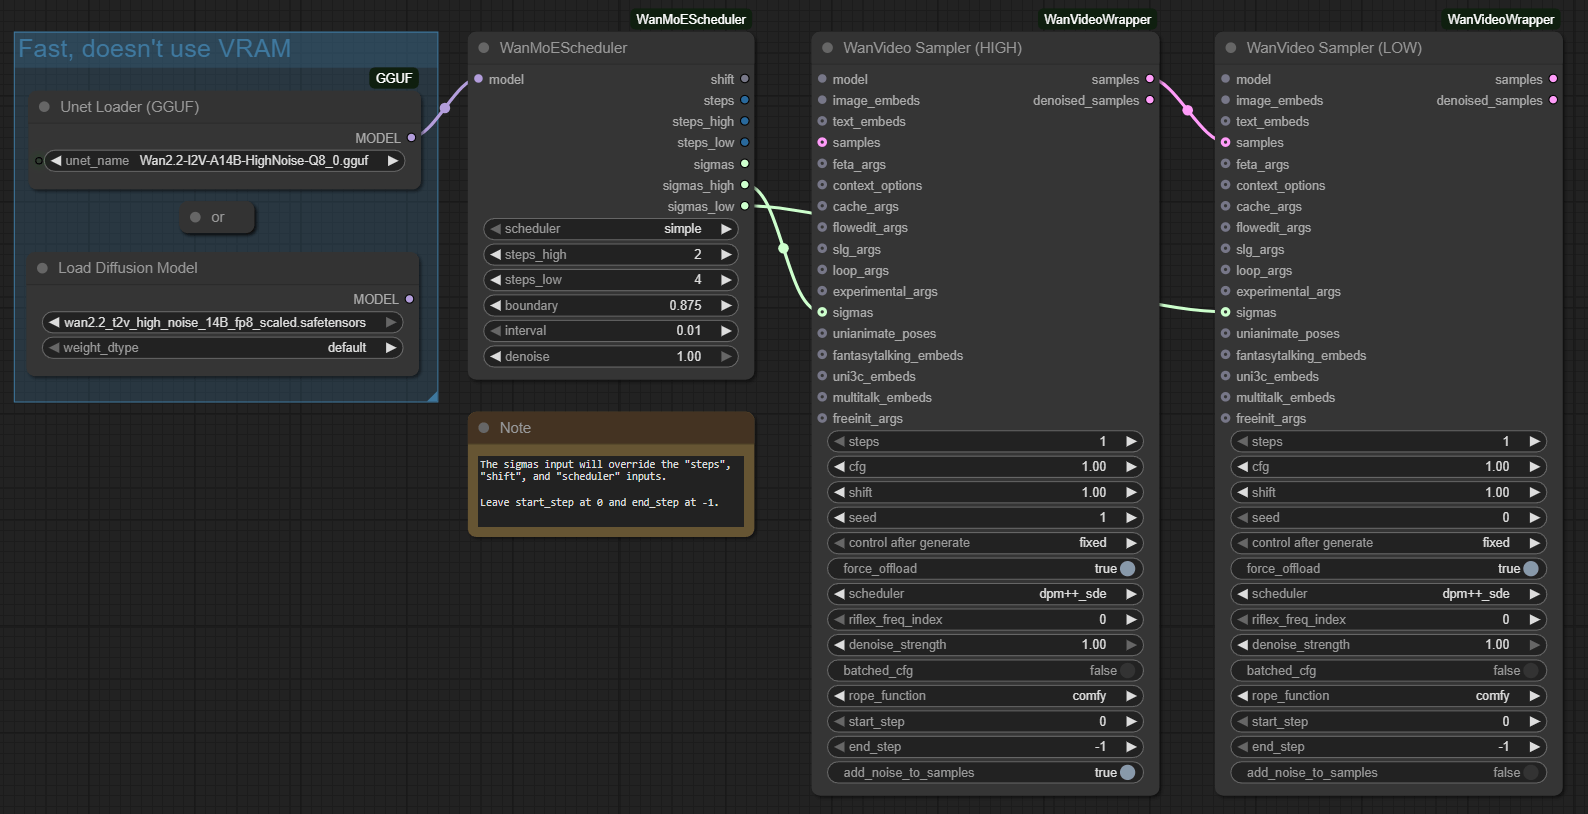 Fast, doesn't use VRAM
GGUF
Unet Loader (GGUF)
MODEL
unet_name Wan2.2-I2V-A14B-HighNoise-Q8_0.gguf
or
Load Diffusion Model
MODEL
wan2.2_t2v_high_noise_14B_fp8_scaled.safetensors
weight_dtype default
WanMoEScheduler
WanMoEScheduler
model shift
steps
steps_high
steps_low
sigmas
sigmas_high
sigmas_low
scheduler simple
steps_high 2
steps_low 4
boundary 0.875
interval 0.01
denoise 1.00
Note
The sigmas input will override the "steps",
"shift", and "scheduler" inputs.
Leave start_step at 0 and end_step at -1.
WanVideoWrapper
WanVideo Sampler (HIGH)
model samples
image_embeds denoised_samples
text_embeds
samples
feta_args
context_options
cache_args
flowedit_args
slg_args
loop_args
experimental_args
sigmas
unianimate_poses
fantasytalking_embeds
uni3c_embeds
multitalk_embeds
freeinit_args
steps 1
cfg 1.00
shift 1.00
seed 1
control after generate fixed
force_offload true
scheduler dpm++_sde
riflex_freq_index 0
denoise_strength 1.00
batched_cfg false
rope_function comfy
start_step 0
end_step -1
add_noise_to_samples true
WanVideoWrapper
WanVideo Sampler (LOW)
model samples
image_embeds denoised_samples
text_embeds
samples
feta_args
context_options
cache_args
flowedit_args
slg_args
loop_args
experimental_args
sigmas
unianimate_poses
fantasytalking_embeds
uni3c_embeds
multitalk_embeds
freeinit_args
steps 1
cfg 1.00
shift 1.00
seed 0
control after generate fixed
force_offload true
scheduler dpm++_sde
riflex_freq_index 0
denoise_strength 1.00
batched_cfg false
rope_function comfy
start_step 0
end_step -1
add_noise_to_samples false